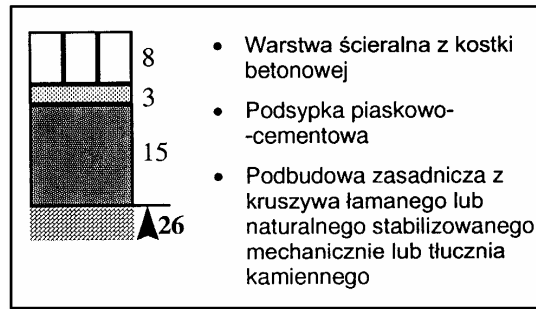 8
3
15
26
• Warstwa ścieralna z kostki
betonowej
• Podsypka piaskowo-
-cementowa
• Podbudowa zasadnicza z
kruszywa łamanego lub
naturalnego stabilizowanego
mechanicznie lub tłucznia
kamiennego